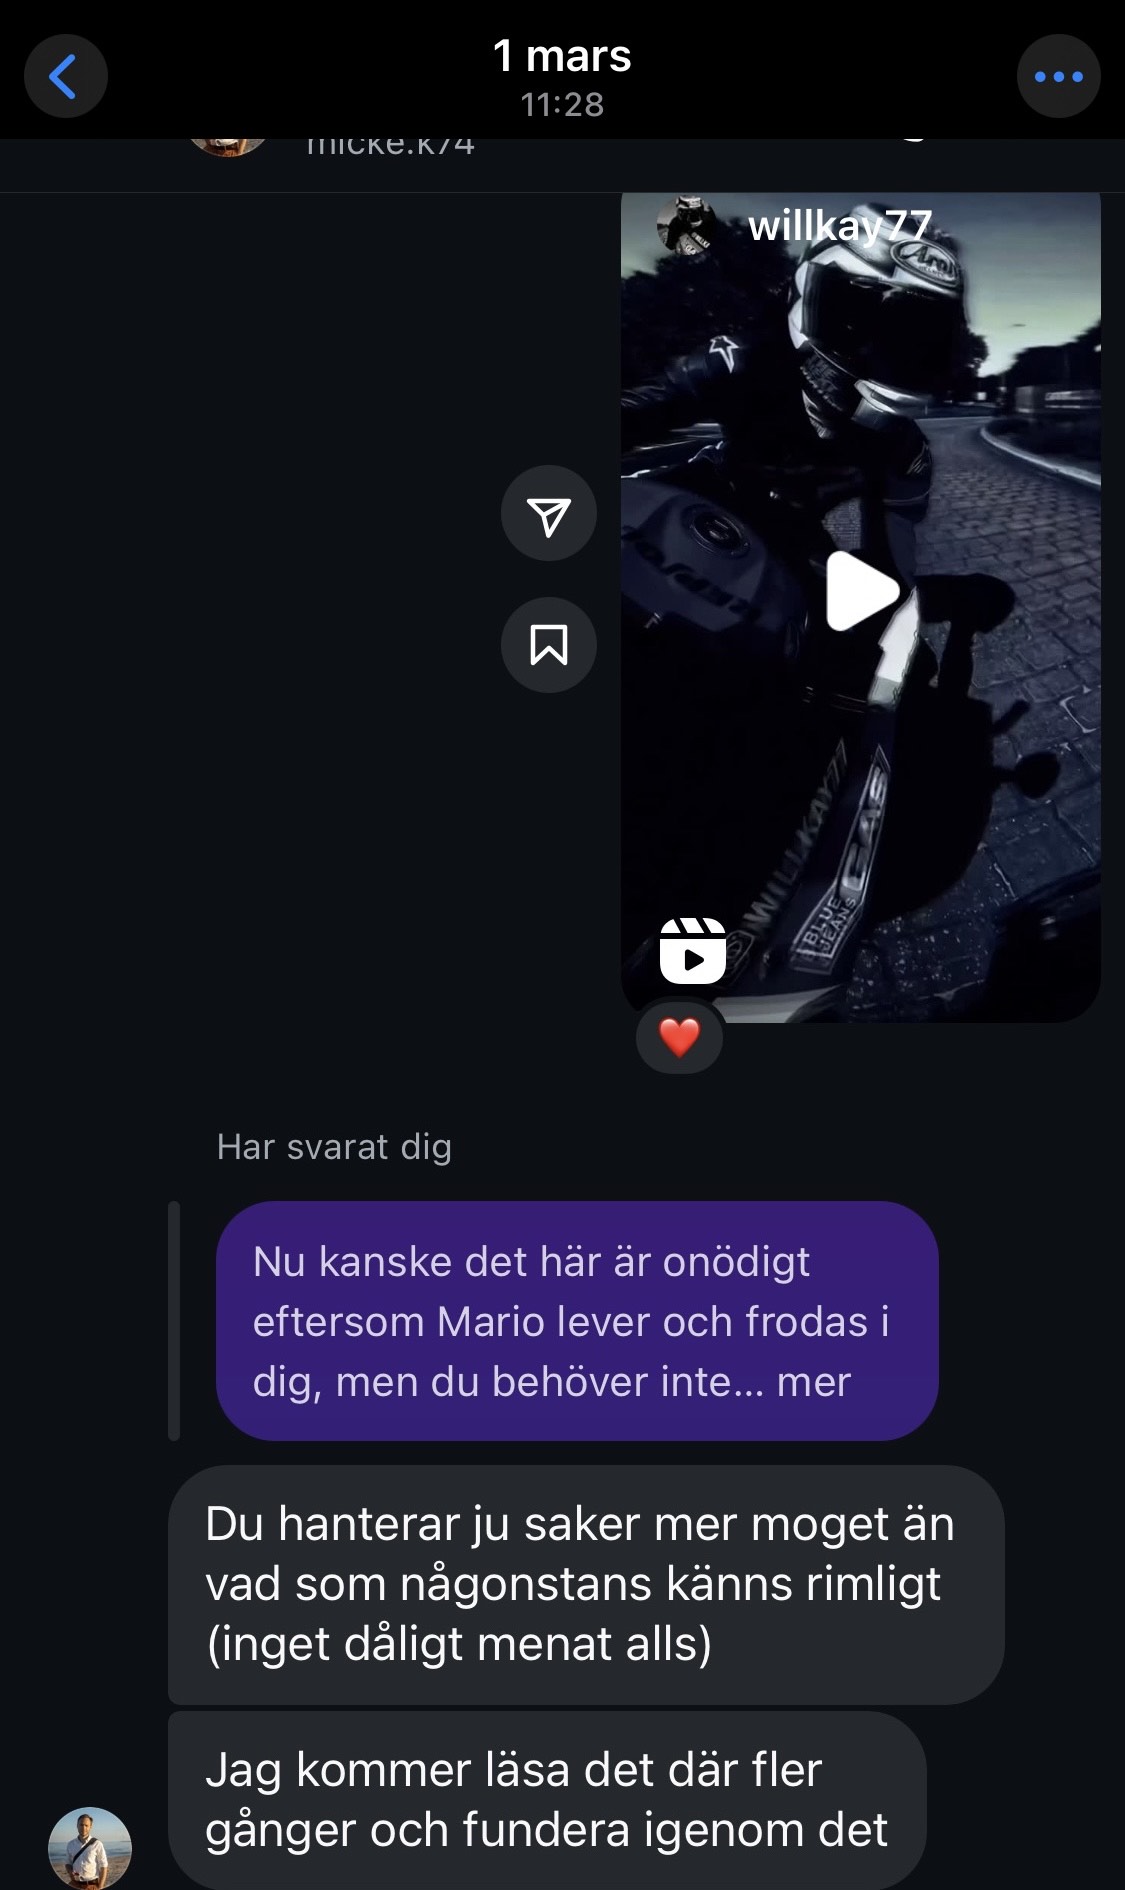 1 mars
11:28
micke.k74
willkay77
WILLKAY77
BLUE
JEANS
GAS
Har svarat dig
Nu kanske det här är onödigt
eftersom Mario lever och frodas i
dig, men du behöver inte... mer
Du hanterar ju saker mer moget än
vad som någonstans känns rimligt
(inget dåligt menat alls)
Jag kommer läsa det där fler
gånger och fundera igenom det